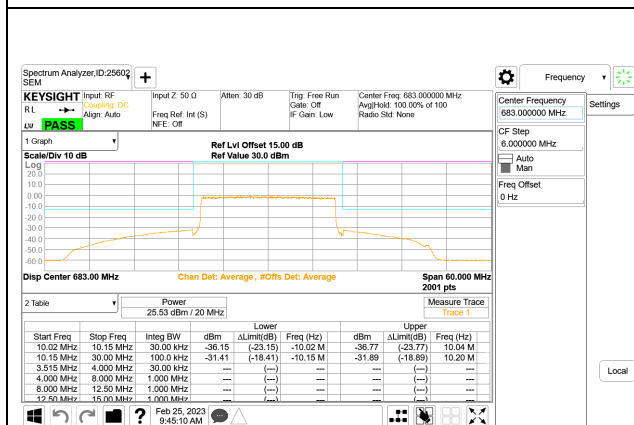 Spectrum Analyzer,ID:25602
SEM
+
Frequency
KEYSIGHT Input: RF Input Z: 50 Ω Atten: 30 dB Trig: Free Run Center Freq: 683.000000 MHz
RL Coupling: DC Gate: Off Avg|Hold: 100.00% of 100
Align: Auto Freq Ref: Int (S) IF Gain: Low Radio Std: None
PASS NFE: Off
Center Frequency
683.000000 MHz
Settings
CF Step
6.000000 MHz
Auto
Man
Freq Offset
0 Hz
1 Graph
Ref Lvl Offset 15.00 dB
Scale/Div 10 dB Ref Value 30.0 dBm
Log
20.0
10.0
0.00
-10.0
-20.0
-30.0
-40.0
-50.0
-60.0
Disp Center 683.00 MHz Chan Det: Average, #Offs Det: Average Span 60.000 MHz
2001 pts
2 Table Power Measure Trace
25.53 dBm / 20 MHz Trace 1
Lower Upper
Start Freq Stop Freq Integ BW dBm ΔLimit(dB) Freq (Hz) dBm ΔLimit(dB) Freq (Hz)
10.02 MHz 10.15 MHz 30.00 kHz -36.15 (-23.15) -10.02 M -36.77 (-23.77) 10.04 M
10.15 MHz 30.00 MHz 100.0 kHz -31.41 (-18.41) -10.15 M -31.89 (-18.89) 10.20 M
3.515 MHz 4.000 MHz 30.00 kHz --- (---) --- --- (---) ---
4.000 MHz 8.000 MHz 1.000 MHz --- (---) --- --- (---) ---
8.000 MHz 12.50 MHz 1.000 MHz --- (---) --- --- (---) ---
12.50 MHz 15.00 MHz 1.000 MHz --- (---) --- --- (---) ---
Local
? Feb 25, 2023
9:45:10 AM